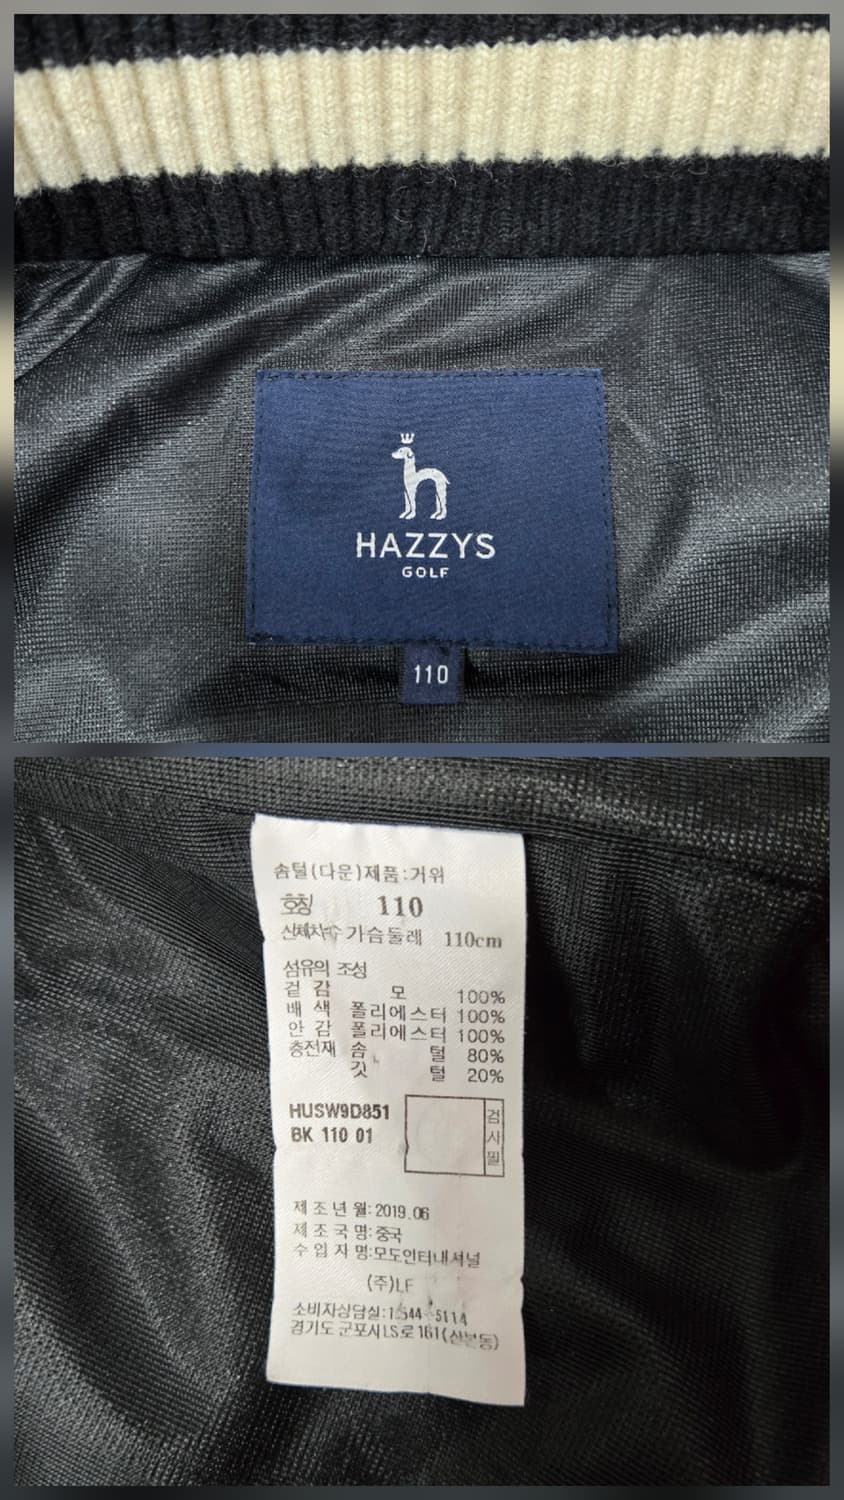 HAZZYS
GOLF
110
솜털(다운)제품:거위
호칭 110
신체치수 가슴둘레 110cm
섬유의 조성
겉감 모 100%
배색 폴리에스터 100%
안감 폴리에스터 100%
충전재 솜털 80%
깃털 20%
HUSW9D851
BK 110 01
검사필
제조년월:2019.06
제조국명:중국
수입자명:모도인터내셔널
(주)LF
소비자상담실:1544-5114
경기도 군포시LS로 161(산본동)